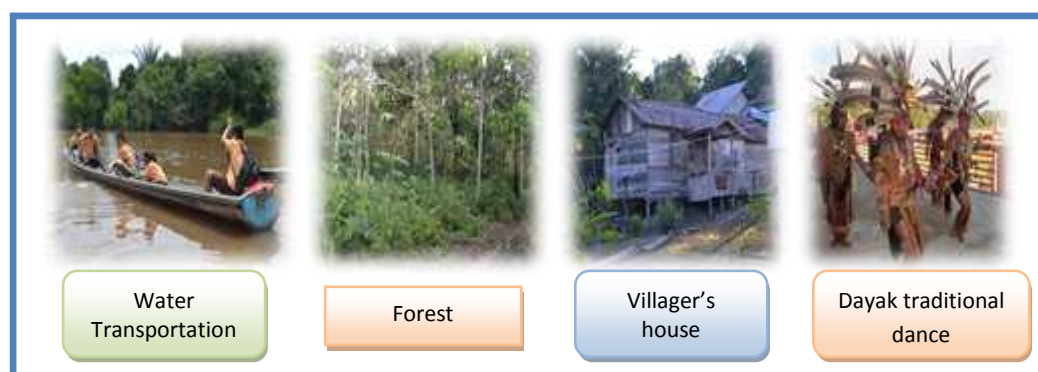 Water
Transportation
Forest
Villager’s
house
Dayak traditional
dance